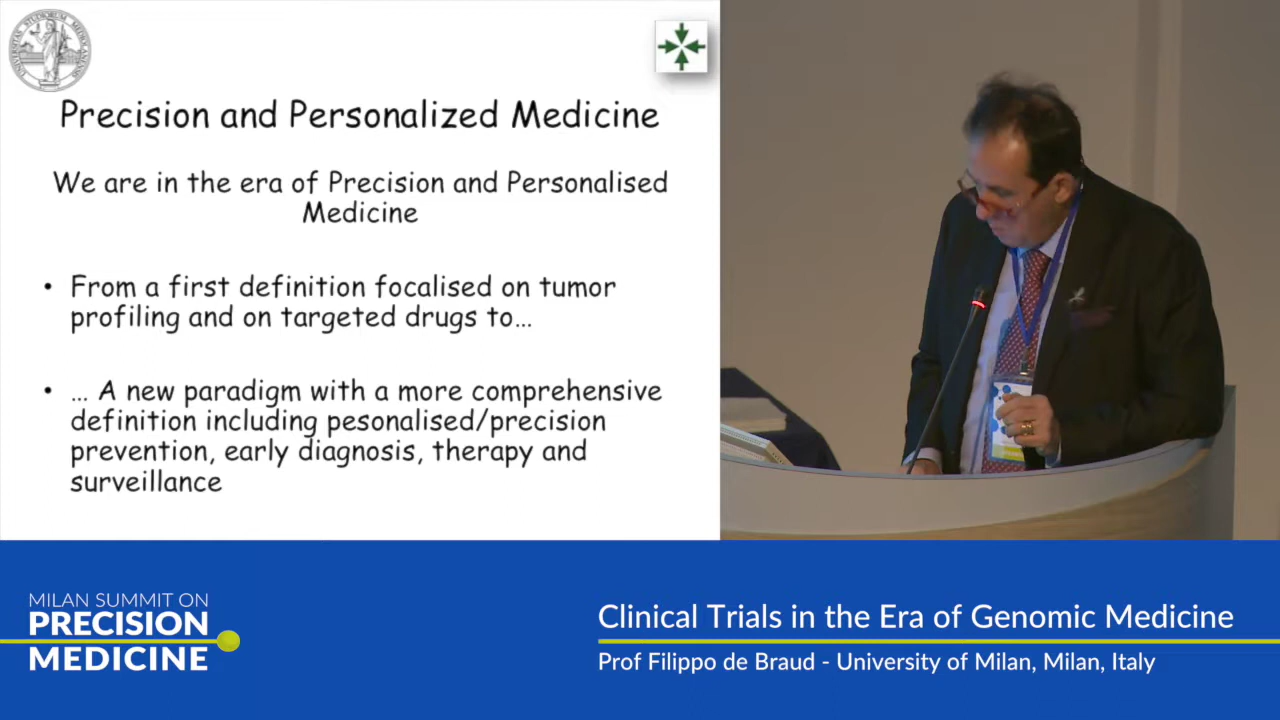 UNIVERSITAS STUDIORUM MEDIOLANENSIS
Precision and Personalized Medicine
We are in the era of Precision and Personalised
Medicine
• From a first definition focalised on tumor
profiling and on targeted drugs to…
• … A new paradigm with a more comprehensive
definition including pesonalised/precision
prevention, early diagnosis, therapy and
surveillance
MILAN SUMMIT ON
PRECISION
MEDICINE
Clinical Trials in the Era of Genomic Medicine
Prof Filippo de Braud - University of Milan, Milan, Italy